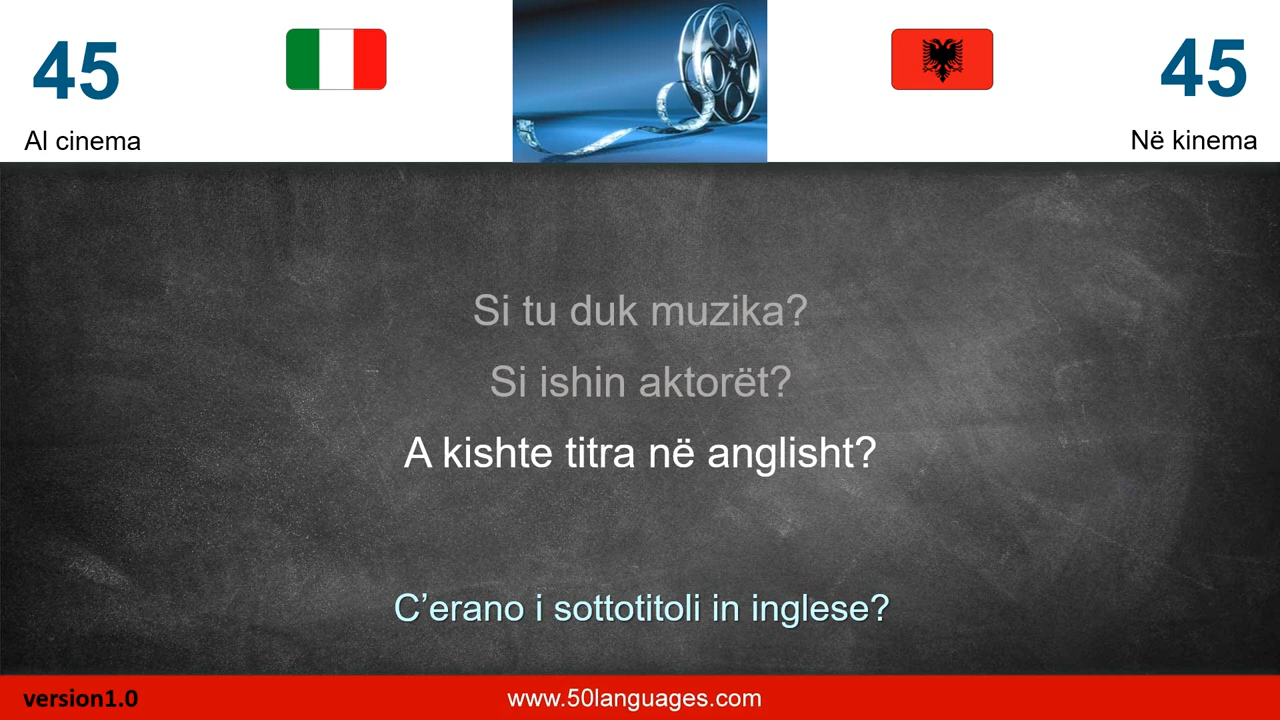 45
45
Al cinema
Në kinema
Si tu duk muzika?
Si ishin aktorët?
A kishte titra në anglisht?
C’erano i sottotitoli in inglese?
version1.0
www.50languages.com